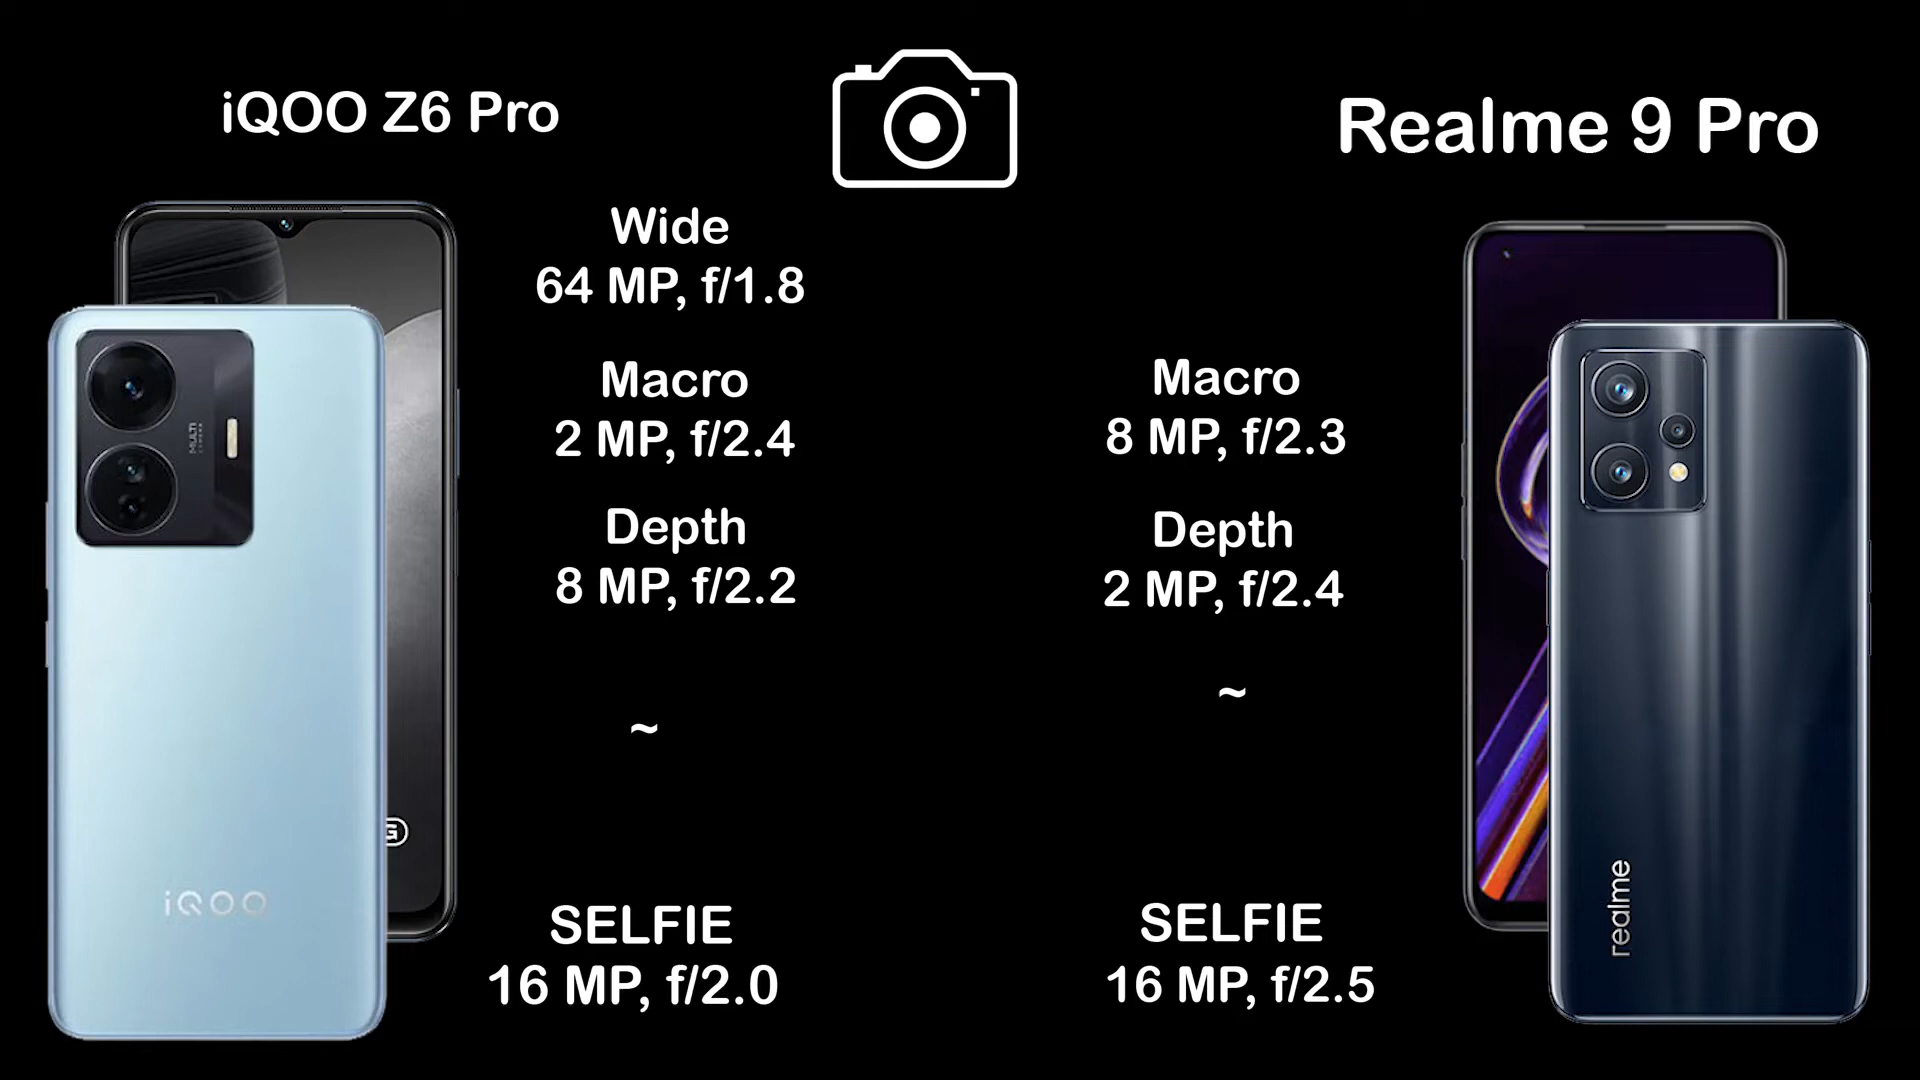 iQOO Z6 Pro
Realme 9 Pro
Wide
64 MP, f/1.8
Macro
2 MP, f/2.4
Depth
8 MP, f/2.2
~
SELFIE
16 MP, f/2.0
Macro
8 MP, f/2.3
Depth
2 MP, f/2.4
~
SELFIE
16 MP, f/2.5
MULTI
CAMERA
iQOO
realme